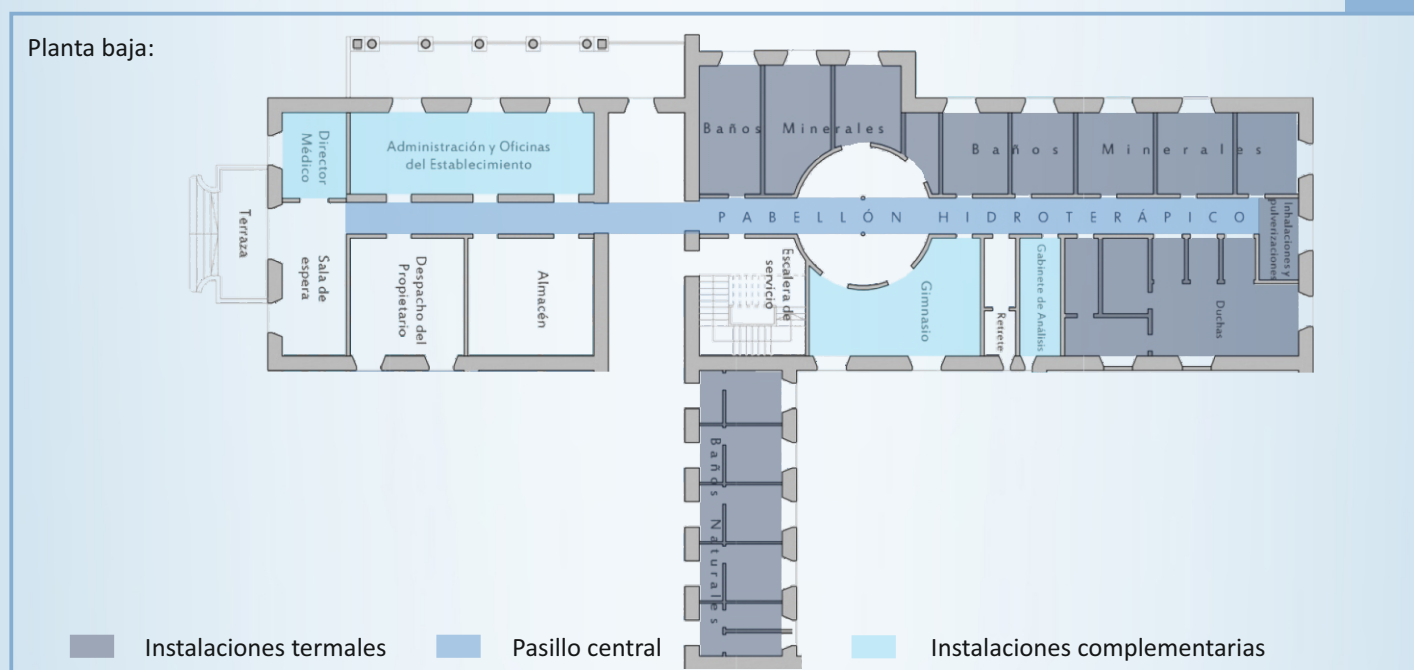 Planta baja:
Baños Minerales
Director
Médico
Administración y Oficinas
del Establecimiento
Baños Minerales
Terraza
PABELLÓN HIDROTERÁPICO
Inhalaciones y
pulverizaciones
Sala de
espera
Despacho del
Propietario
Almacén
Escalera de
servicio
Gimnasio
Retrete
Gabinete de Análisis
Duchas
Baños Naturales
Instalaciones termales
Pasillo central
Instalaciones complementarias